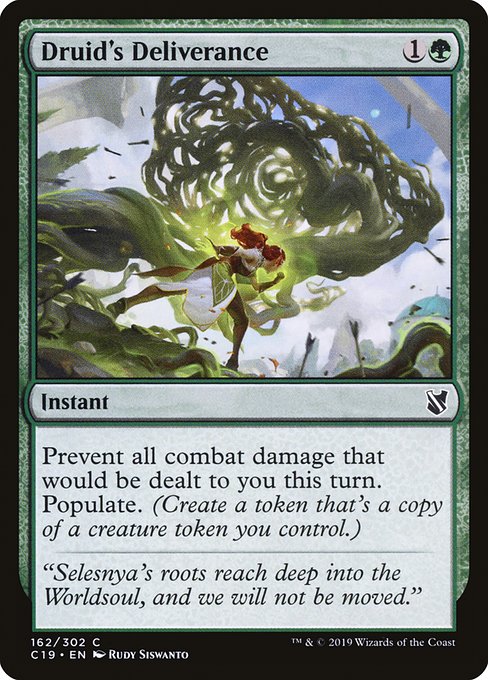 Druid's Deliverance 1
Instant
Prevent all combat damage that
would be dealt to you this turn.
Populate. (Create a token that's a copy
of a creature token you control.)
“Selesnya's roots reach deep into the
Worldsoul, and we will not be moved.”
162/302 C
C19 • EN Rudy Siswanto
™ & © 2019 Wizards of the Coast